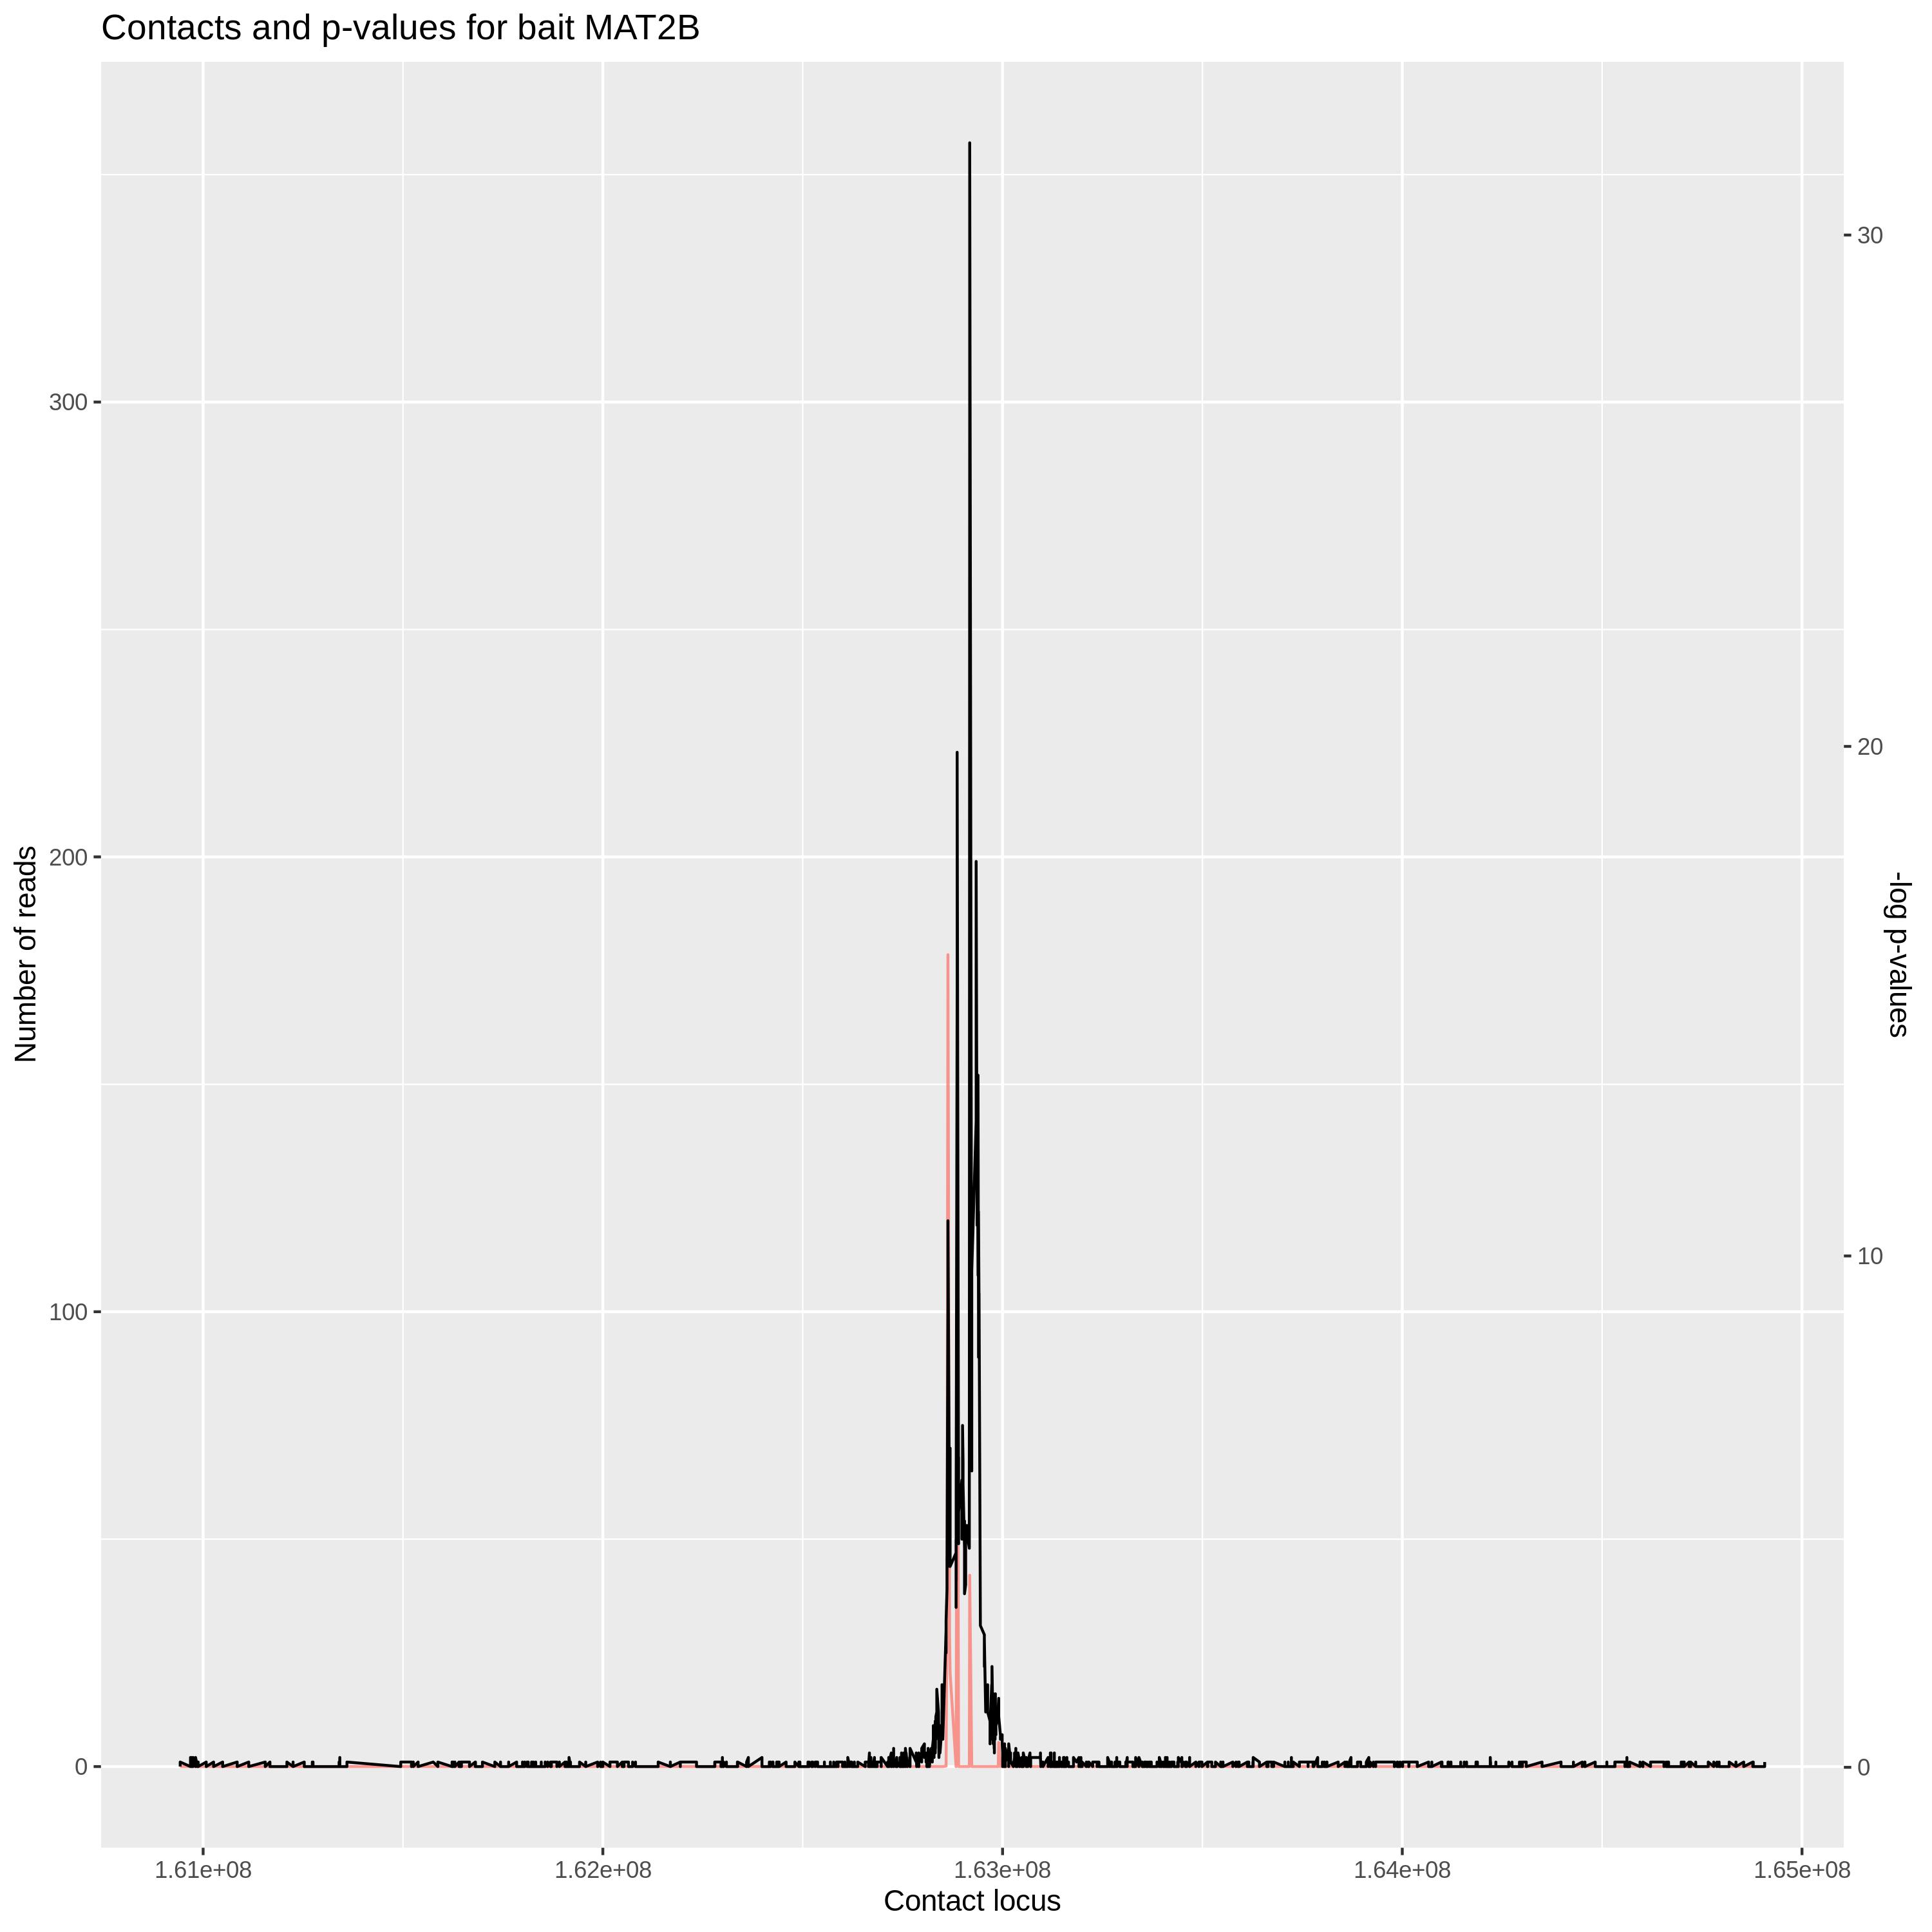 Contacts and p-values for bait MAT2B
Number of reads
300
200
100
0
30
20
10
0
-log p-values
1.61e+08
1.62e+08
1.63e+08
1.64e+08
1.65e+08
Contact locus